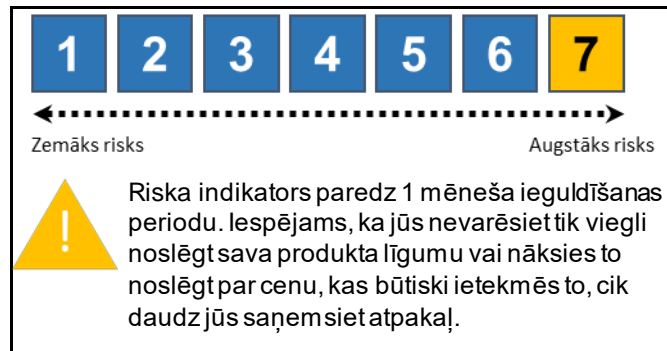 1 2 3 4 5 6 7
Zemāks risks Augstāks risks
!
Riska indikators paredz 1 mēneša ieguldīšanas
periodu. Iespējams, ka jūs nevarēsiet tik viegli
noslēgt sava produkta līgumu vai nāksies to
noslēgt par cenu, kas būtiski ietekmēs to, cik
daudz jūs saņemsiet atpakaļ.